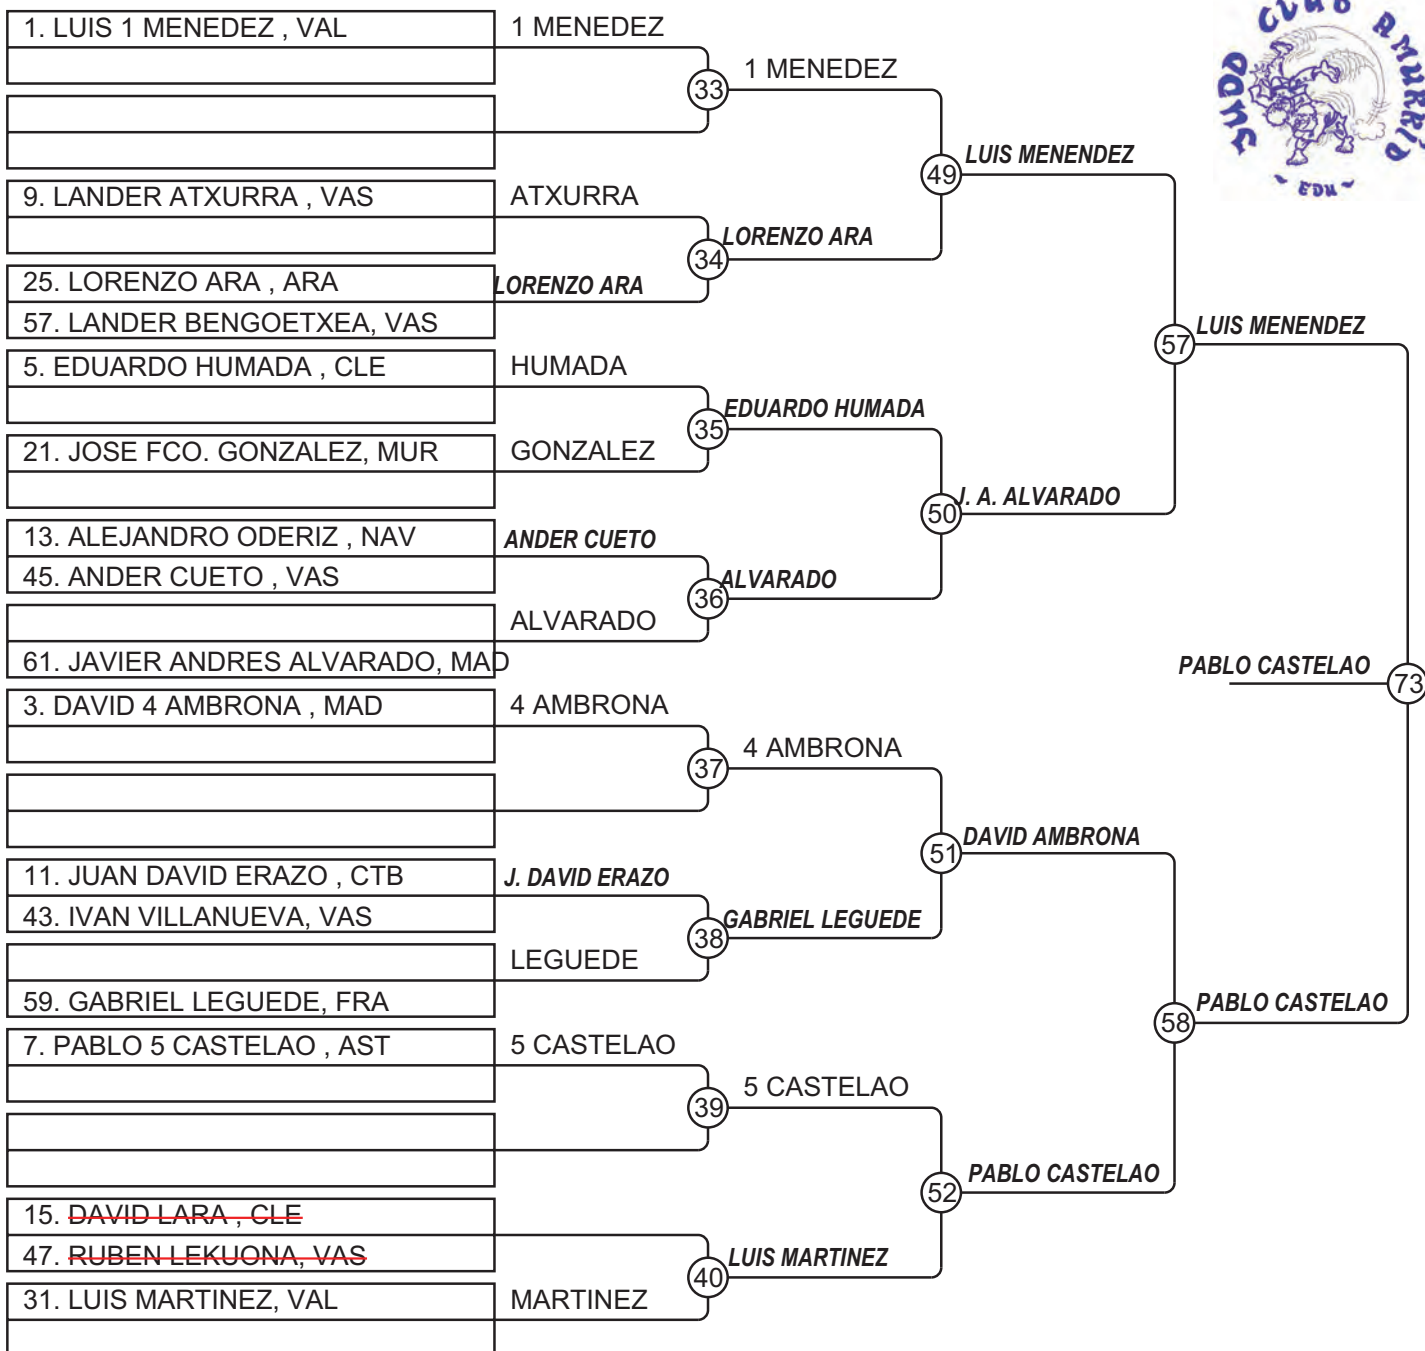 1. LUIS 1 MENEDEZ , VAL
1 MENEDEZ
33
1 MENEDEZ
JUDO CLUB AMURRIO
~ EDN ~
49
LUIS MENENDEZ
9. LANDER ATXURRA , VAS
ATXURRA
34
LORENZO ARA
25. LORENZO ARA , ARA
LORENZO ARA
57. LANDER BENGOETXEA, VAS
57
LUIS MENENDEZ
5. EDUARDO HUMADA , CLE
HUMADA
35
EDUARDO HUMADA
21. JOSE FCO. GONZALEZ, MUR
GONZALEZ
50
J. A. ALVARADO
13. ALEJANDRO ODERIZ , NAV
ANDER CUETO
45. ANDER CUETO , VAS
36
ALVARADO
ALVARADO
61. JAVIER ANDRES ALVARADO, MAD
PABLO CASTELAO
73
3. DAVID 4 AMBRONA , MAD
4 AMBRONA
37
4 AMBRONA
51
DAVID AMBRONA
11. JUAN DAVID ERAZO , CTB
J. DAVID ERAZO
43. IVAN VILLANUEVA, VAS
38
GABRIEL LEGUEDE
LEGUEDE
59. GABRIEL LEGUEDE, FRA
58
PABLO CASTELAO
7. PABLO 5 CASTELAO , AST
5 CASTELAO
39
5 CASTELAO
52
PABLO CASTELAO
15. DAVID LARA , CLE
47. RUBEN LEKUONA, VAS
40
LUIS MARTINEZ
31. LUIS MARTINEZ, VAL
MARTINEZ